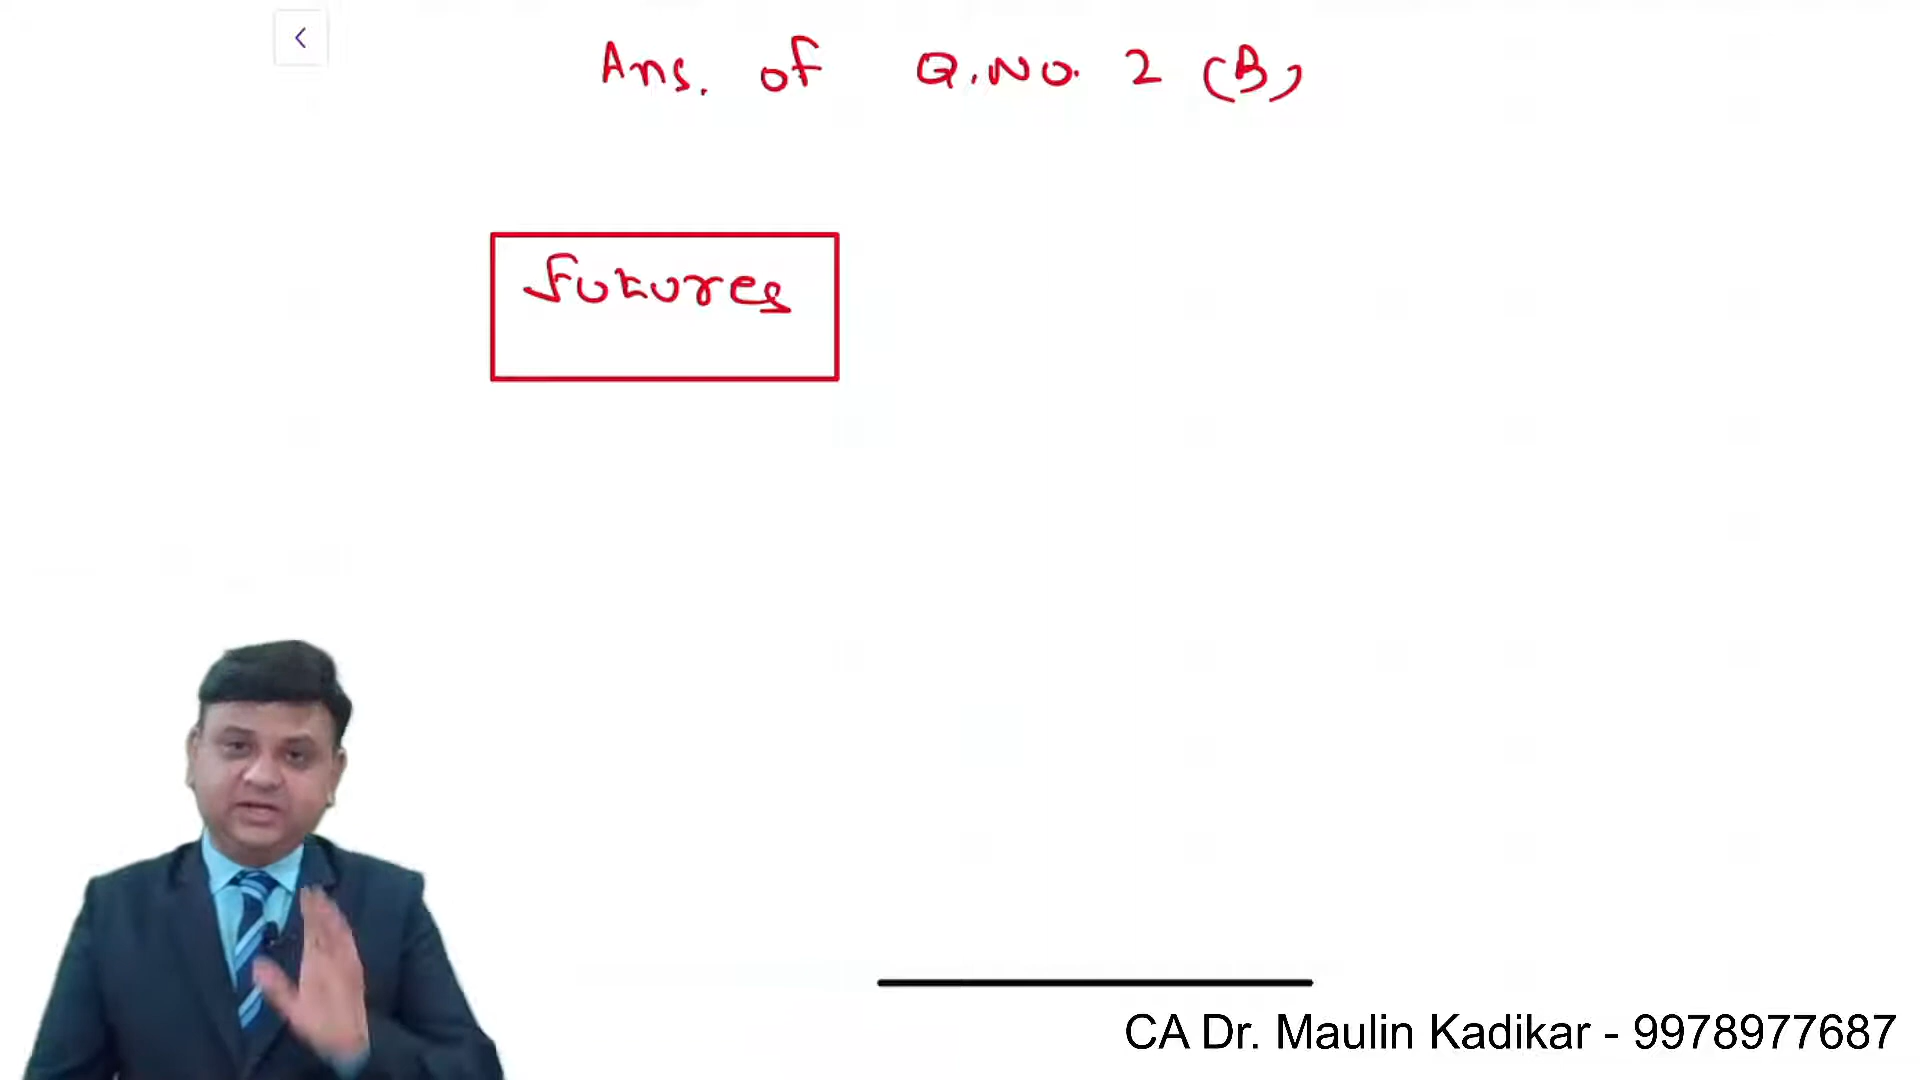 Ans. of Q.No. 2 (B)
Futures
CA Dr. Maulin Kadikar - 9978977687